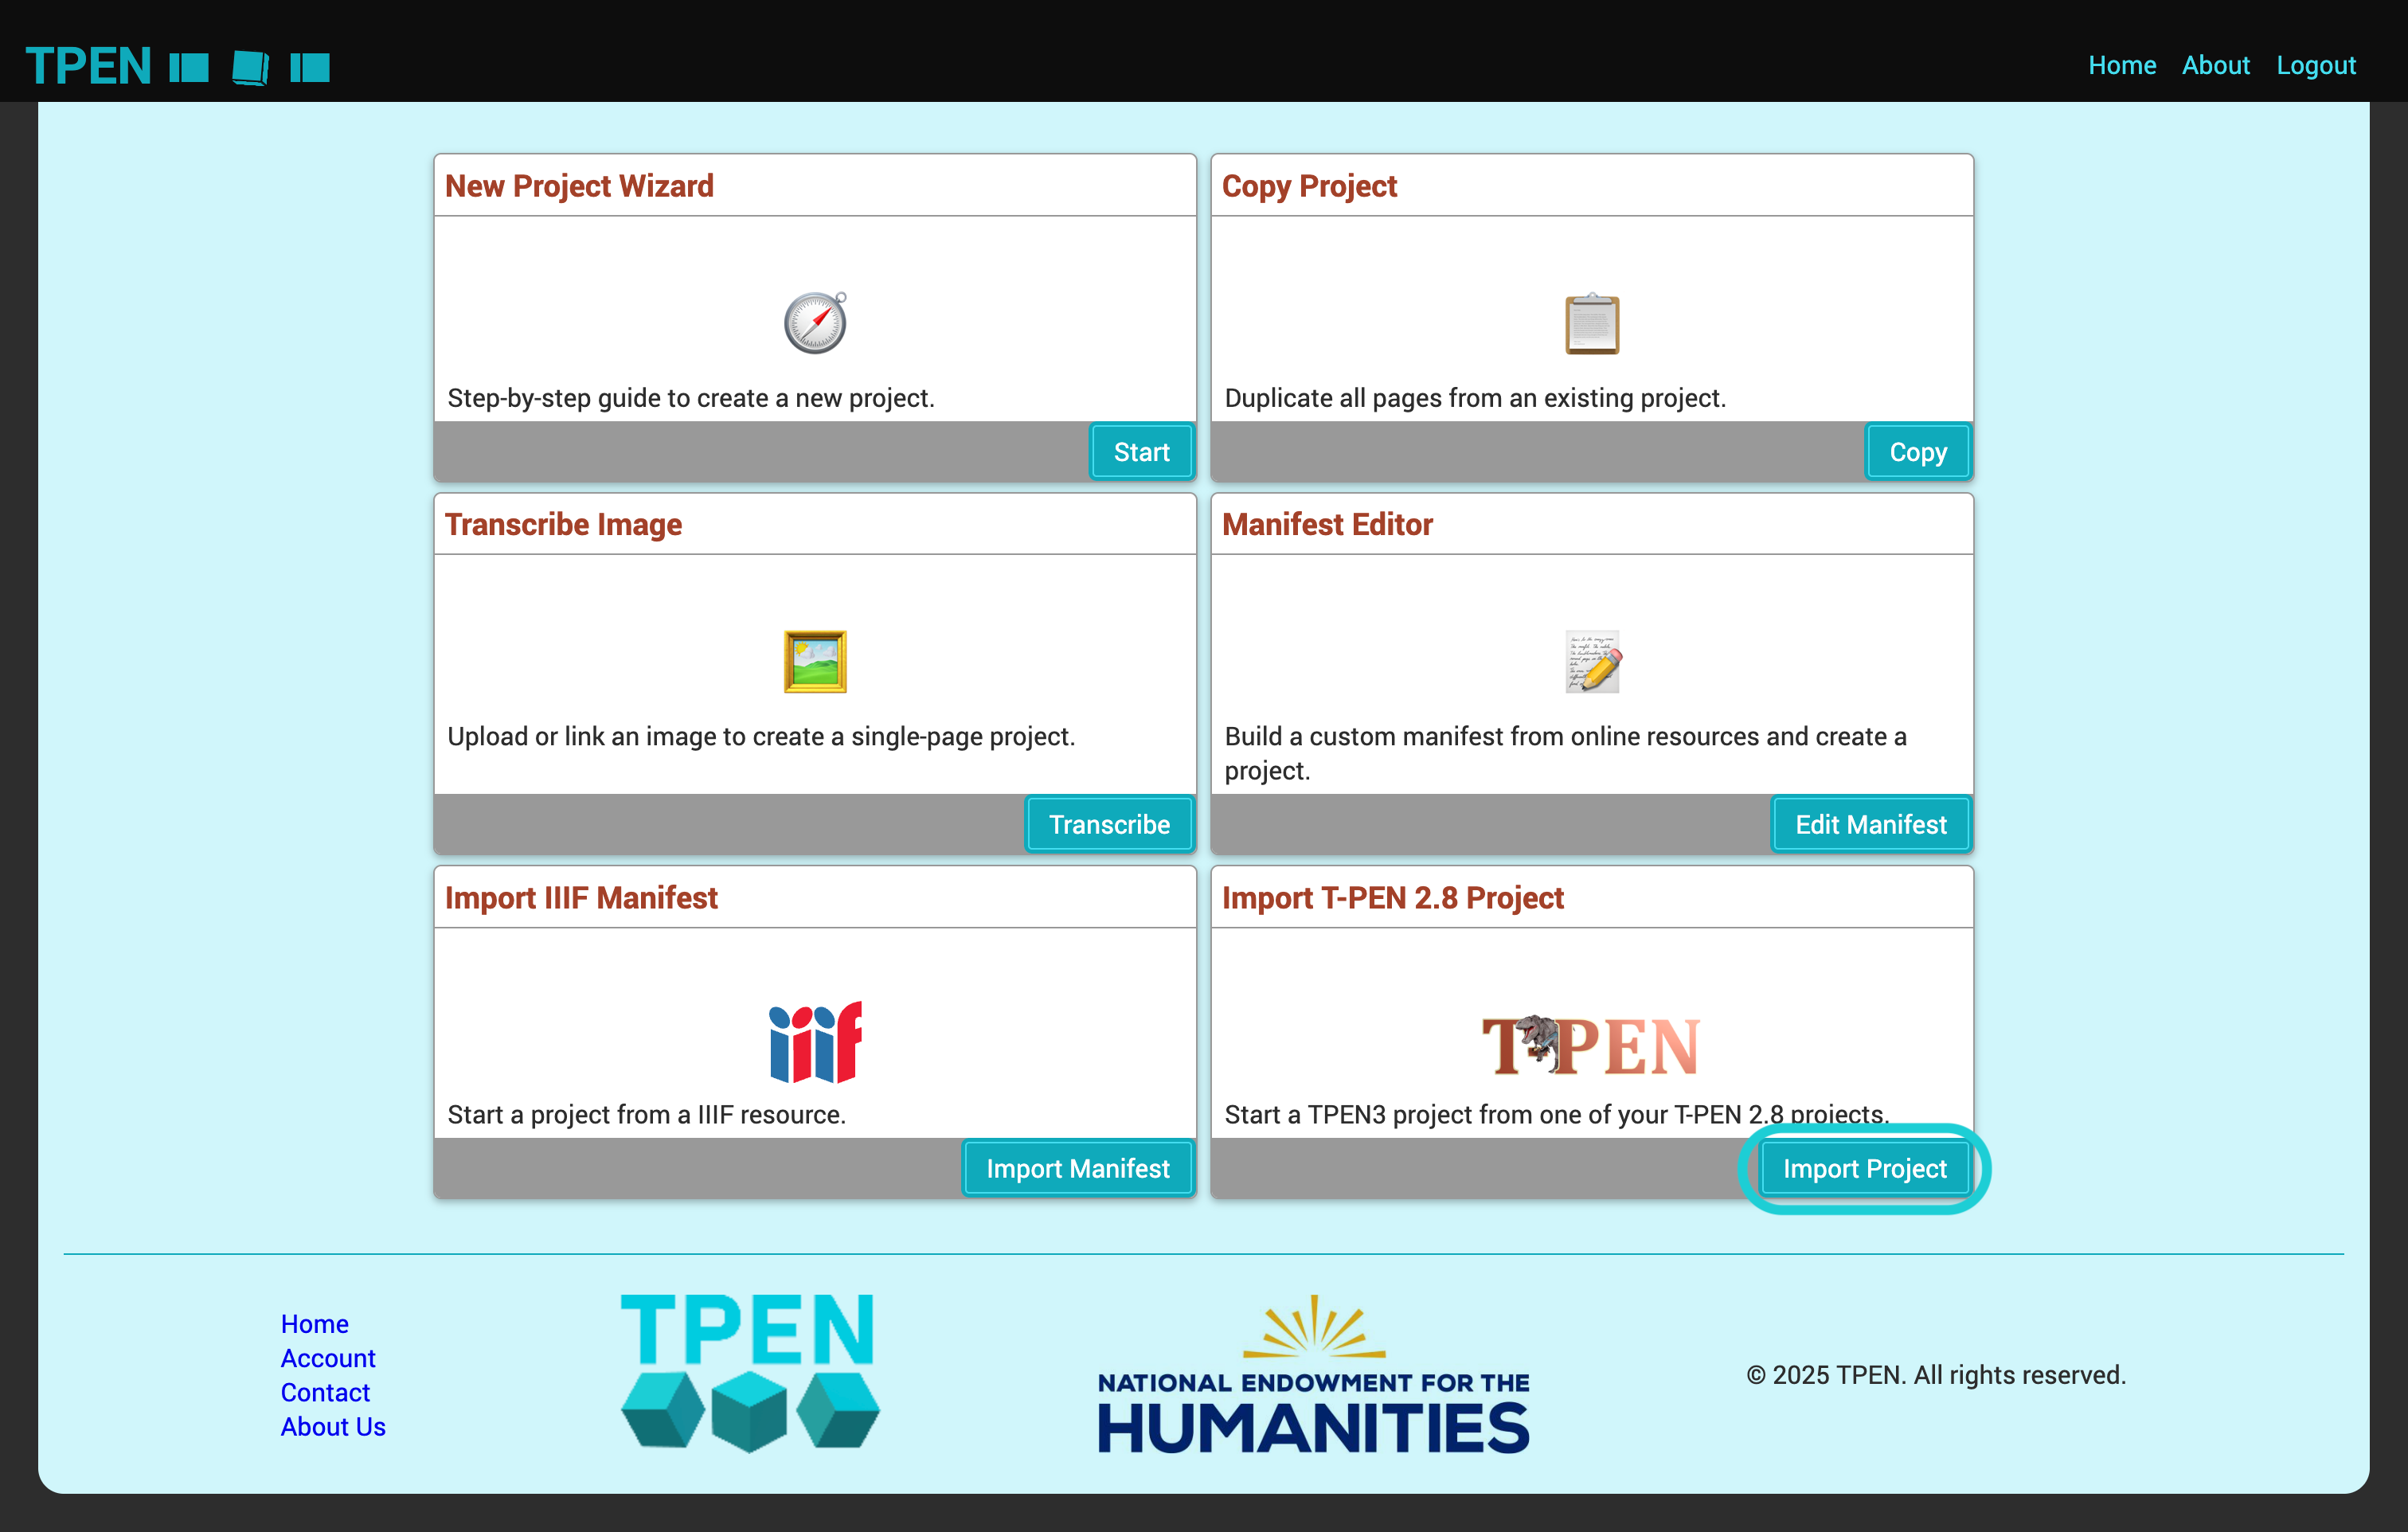 TPEN
Home About Logout
New Project Wizard
Step-by-step guide to create a new project.
Start
Copy Project
Duplicate all pages from an existing project.
Copy
Transcribe Image
Upload or link an image to create a single-page project.
Transcribe
Manifest Editor
Build a custom manifest from online resources and create a
project.
Edit Manifest
Import IIIF Manifest
iiif
Start a project from a IIIF resource.
Import Manifest
Import T-PEN 2.8 Project
T-PEN
Start a TPEN3 project from one of your T-PEN 2.8 projects.
Import Project
Home
Account
Contact
About Us
TPEN
NATIONAL ENDOWMENT FOR THE
HUMANITIES
© 2025 TPEN. All rights reserved.